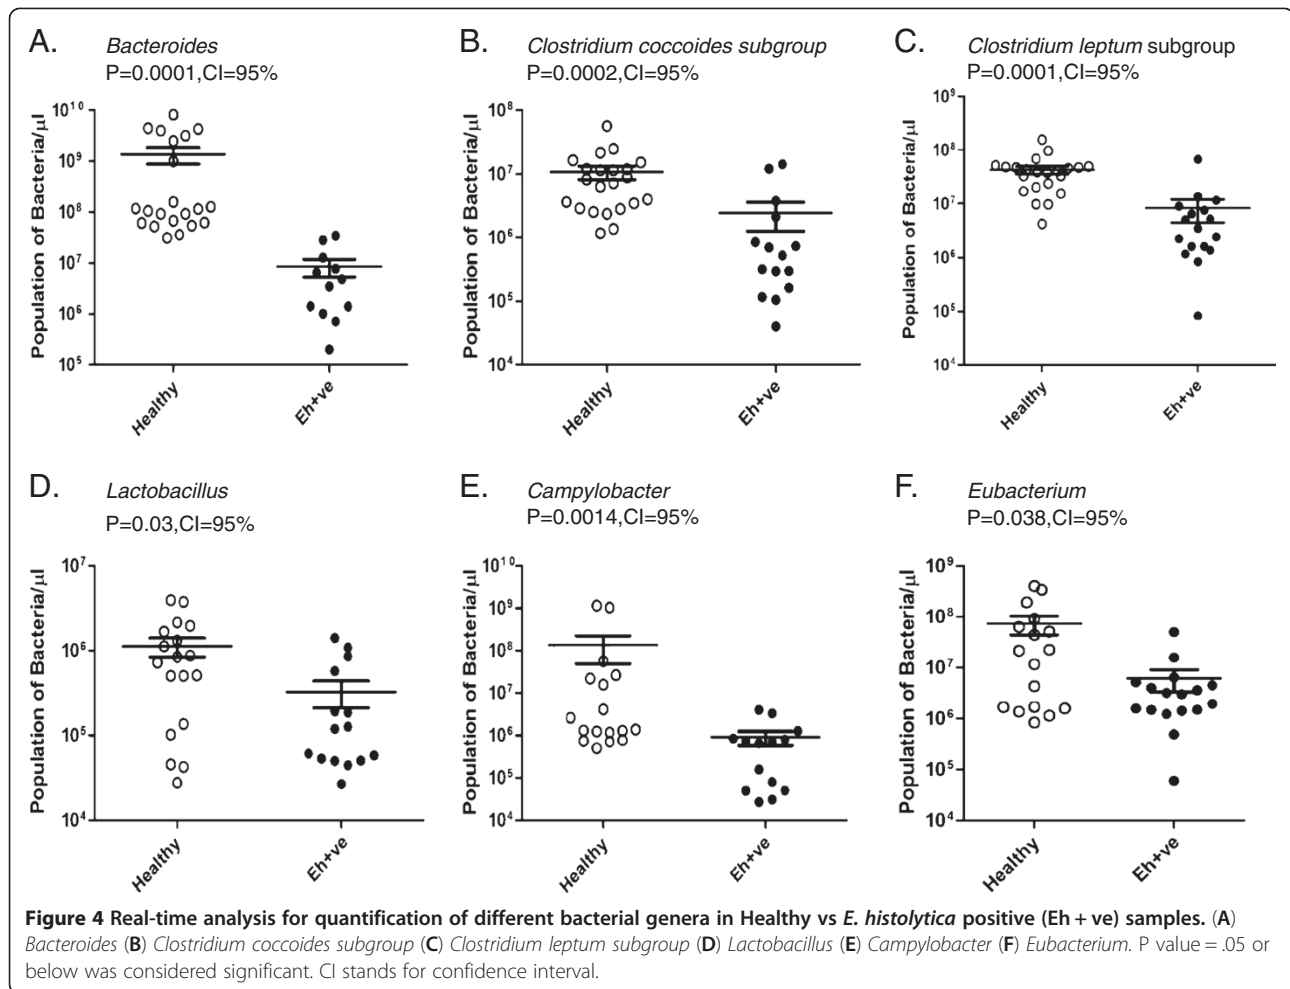 A.
Bacteroides
P=0.0001,CI=95%
Population of Bacteria/µl
10^10
10^9
10^8
10^7
10^6
10^5
Healthy
Eh+ve
B.
Clostridium coccoides subgroup
P=0.0002,CI=95%
Population of Bacteria/µl
10^8
10^7
10^6
10^5
10^4
Healthy
Eh+ve
C.
Clostridium leptum subgroup
P=0.0001,CI=95%
Population of Bacteria/µl
10^9
10^8
10^7
10^6
10^5
10^4
Healthy
Eh+ve
D.
Lactobacillus
P=0.03,CI=95%
Population of Bacteria/µl
10^7
10^6
10^5
10^4
Healthy
Eh+ve
E.
Campylobacter
P=0.0014,CI=95%
Population of Bacteria/µl
10^10
10^9
10^8
10^7
10^6
10^5
10^4
Healthy
Eh+ve
F.
Eubacterium
P=0.038,CI=95%
Population of Bacteria/µl
10^9
10^8
10^7
10^6
10^5
10^4
Healthy
Eh+ve
Figure 4 Real-time analysis for quantification of different bacterial genera in Healthy vs E. histolytica positive (Eh + ve) samples. (A)
Bacteroides (B) Clostridium coccoides subgroup (C) Clostridium leptum subgroup (D) Lactobacillus (E) Campylobacter (F) Eubacterium. P value = .05 or
below was considered significant. CI stands for confidence interval.